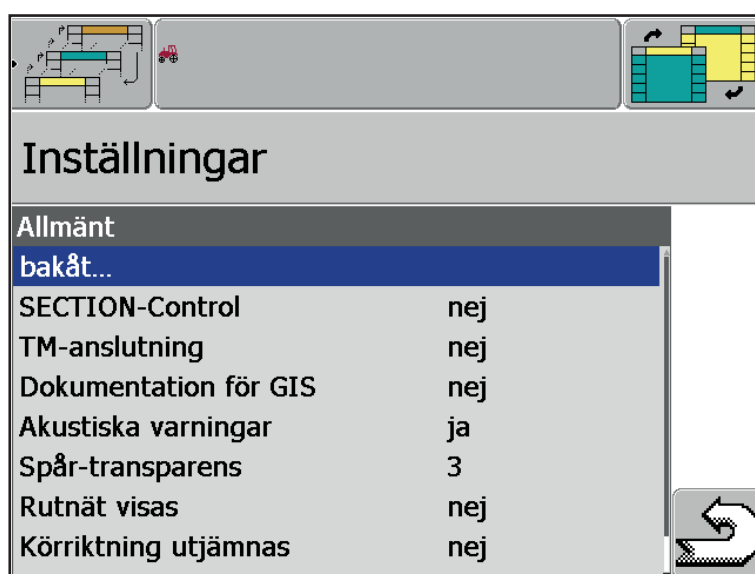 Inställningar
Allmänt
bakåt...
SECTION-Control nej
TM-anslutning nej
Dokumentation för GIS nej
Akustiska varningar ja
Spår-transparens 3
Rutnät visas nej
Körriktning utjämnas nej